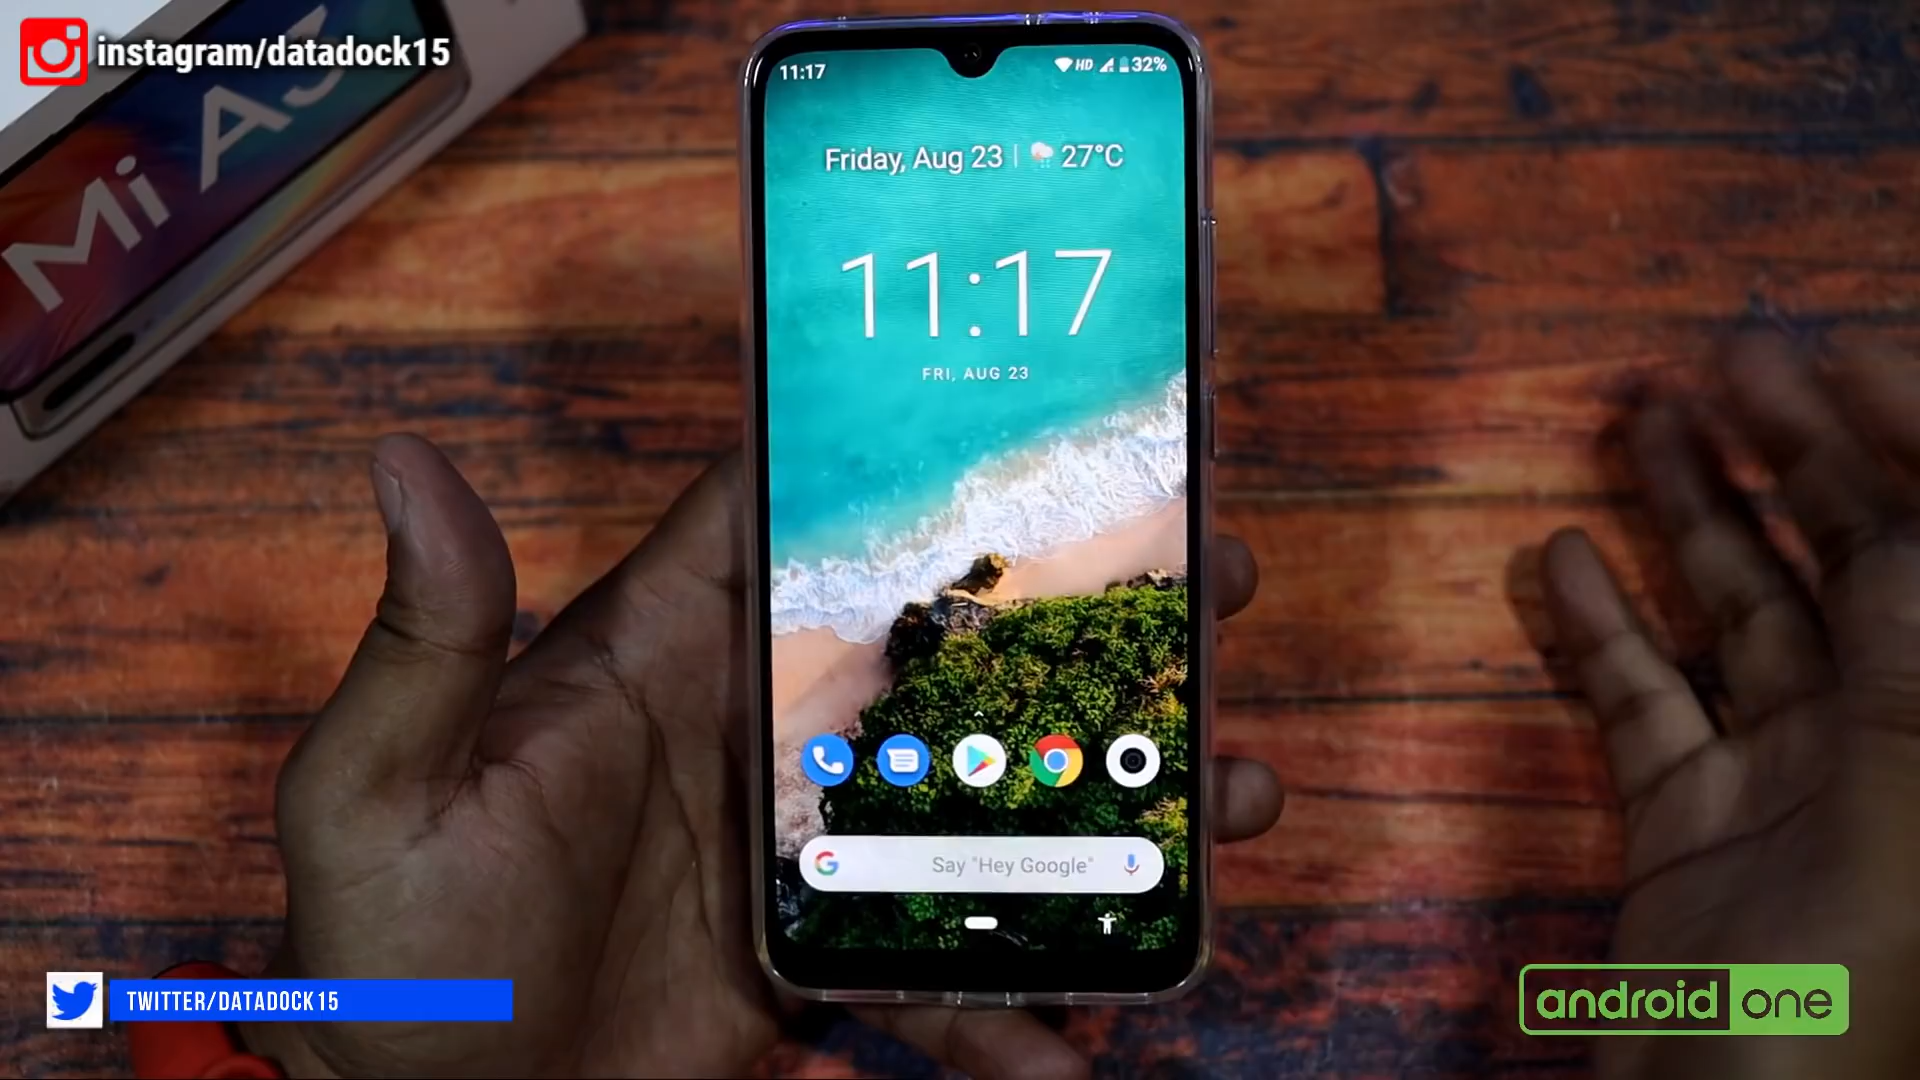 instagram/datadock15
Mi A3
11:17
HD
32%
Friday, Aug 23 | 27°C
11:17
FRI, AUG 23
G
Say "Hey Google"
TWITTER/DATADOCK15
android one